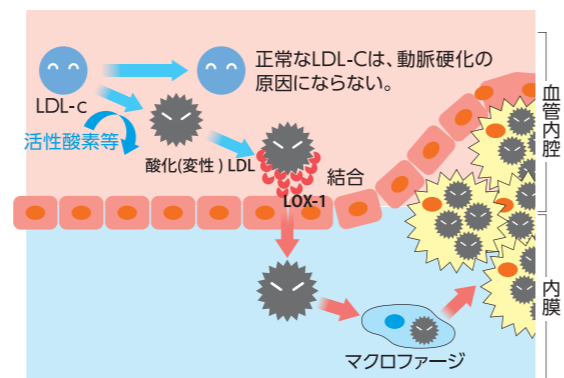 正常なLDL-Cは、動脈硬化の
原因にならない。
LDL-c
活性酸素等
酸化(変性)LDL
結合
LOX-1
マクロファージ
血管内腔
内膜